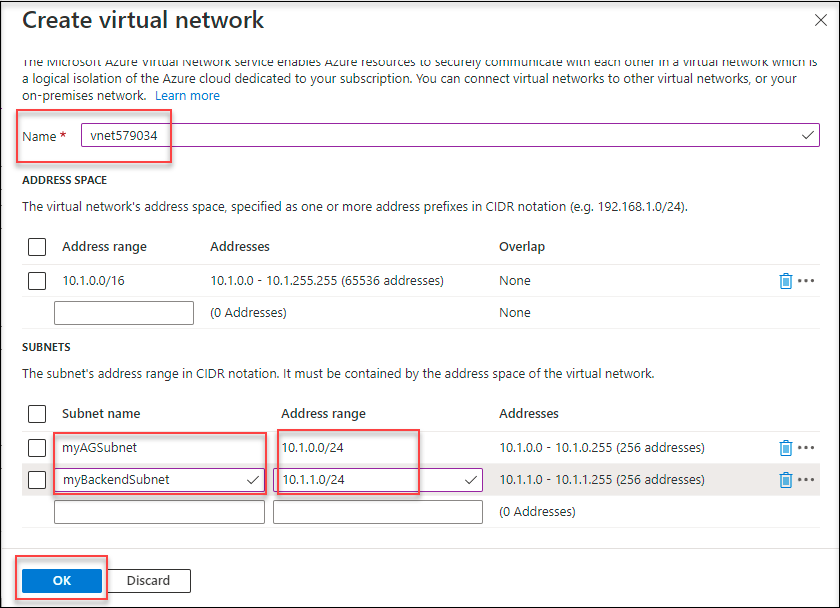 Create virtual network
The Microsoft Azure Virtual Network service enables Azure resources to securely communicate with each other in a virtual network which is
a logical isolation of the Azure cloud dedicated to your subscription. You can connect virtual networks to other virtual networks, or your
on-premises network. Learn more
Name * vnet579034
ADDRESS SPACE
The virtual network's address space, specified as one or more address prefixes in CIDR notation (e.g. 192.168.1.0/24).
Address range Addresses Overlap
10.1.0.0/16 10.1.0.0 - 10.1.255.255 (65536 addresses) None
(0 Addresses) None
SUBNETS
The subnet's address range in CIDR notation. It must be contained by the address space of the virtual network.
Subnet name Address range Addresses
myAGSubnet 10.1.0.0/24 10.1.0.0 - 10.1.0.255 (256 addresses)
myBackendSubnet 10.1.1.0/24 10.1.1.0 - 10.1.1.255 (256 addresses)
(0 Addresses)
OK Discard